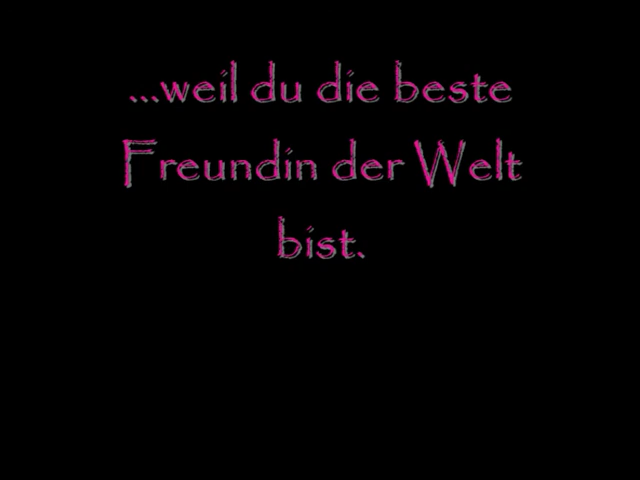 ...weil du die beste
Freundin der Welt
bist.